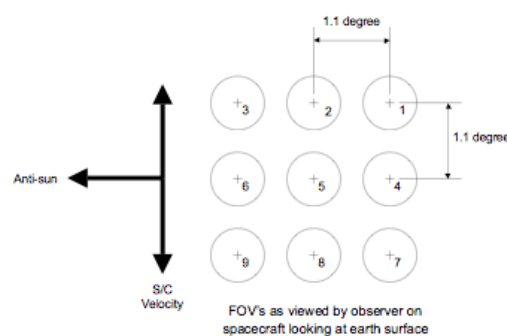 1.1 degree
3 2 1
1.1 degree
Anti-sun
6 5 4
9 8 7
S/C
Velocity
FOV's as viewed by observer on
spacecraft looking at earth surface